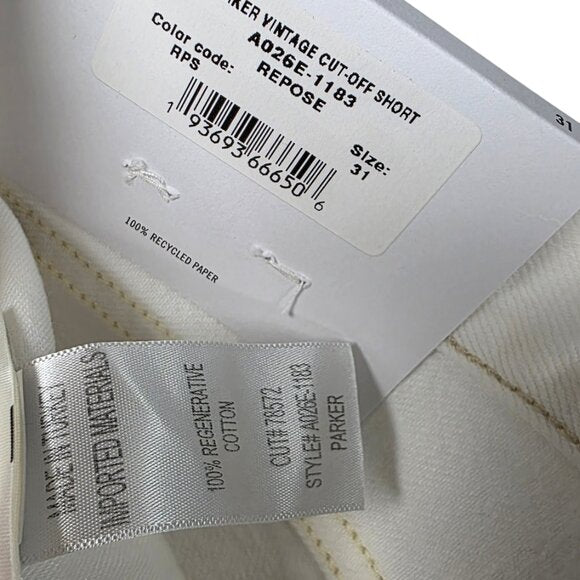 VINTAGE CUT-OFF SHORT
A026E-1183
Color code: REPOSE
RPS
Size:
31
1 93693 66650 6
31
100% RECYCLED PAPER
MADE IN TURKEY
IMPORTED MATERIALS
100% REGENERATIVE
COTTON
CUT# 78572
STYLE# A026E-1183
PARKER